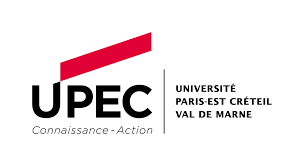 UPEC
Connaissance - Action
UNIVERSITÉ
PARIS-EST CRÉTEIL
VAL DE MARNE